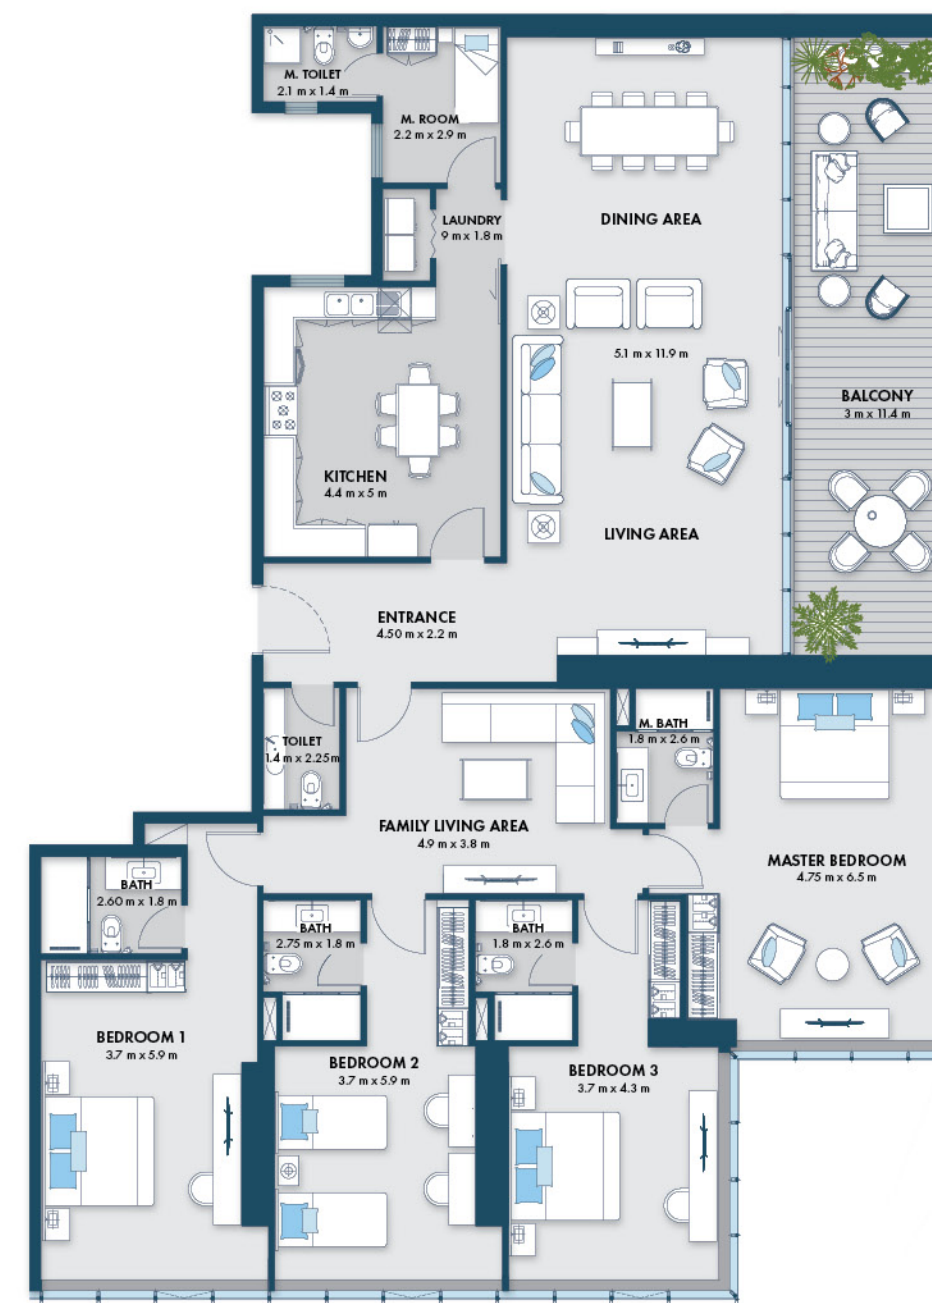 M. TOILET
2.1 m x 1.4 m
M. ROOM
2.2 m x 2.9 m
LAUNDRY
9 m x 1.8 m
DINING AREA
5.1 m x 11.9 m
BALCONY
3 m x 11.4 m
KITCHEN
4.4 m x 5 m
LIVING AREA
ENTRANCE
4.50 m x 2.2 m
TOILET
1.4 m x 2.25m
M. BATH
1.8 m x 2.6 m
FAMILY LIVING AREA
4.9 m x 3.8 m
MASTER BEDROOM
4.75 m x 6.5 m
BATH
2.60 m x 1.8 m
BATH
2.75 m x 1.8 m
BATH
1.8 m x 2.6 m
BEDROOM 1
3.7 m x 5.9 m
BEDROOM 2
3.7 m x 5.9 m
BEDROOM 3
3.7 m x 4.3 m